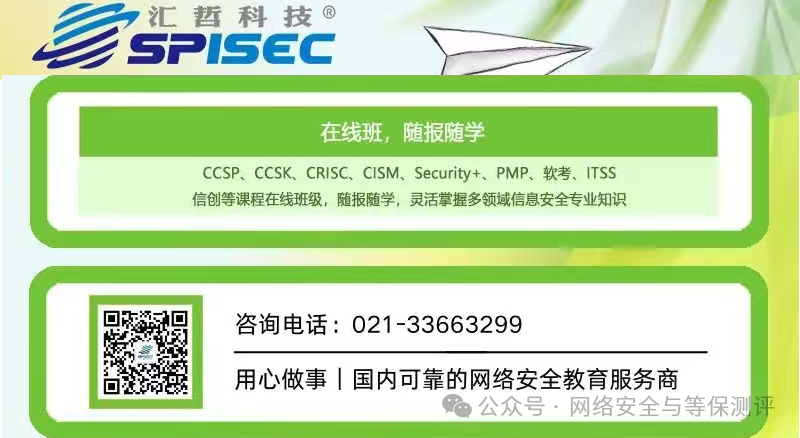 汇哲科技®
SPISEC
在线班，随报随学
CCSP、CCSK、CRISC、CISM、Security+、PMP、软考、ITSS
信创等课程在线班级，随报随学，灵活掌握多领域信息安全专业知识
咨询电话：021-33663299
用心做事丨国内可靠的网络安全教育服务商
公众号 · 网络安全与等保测评